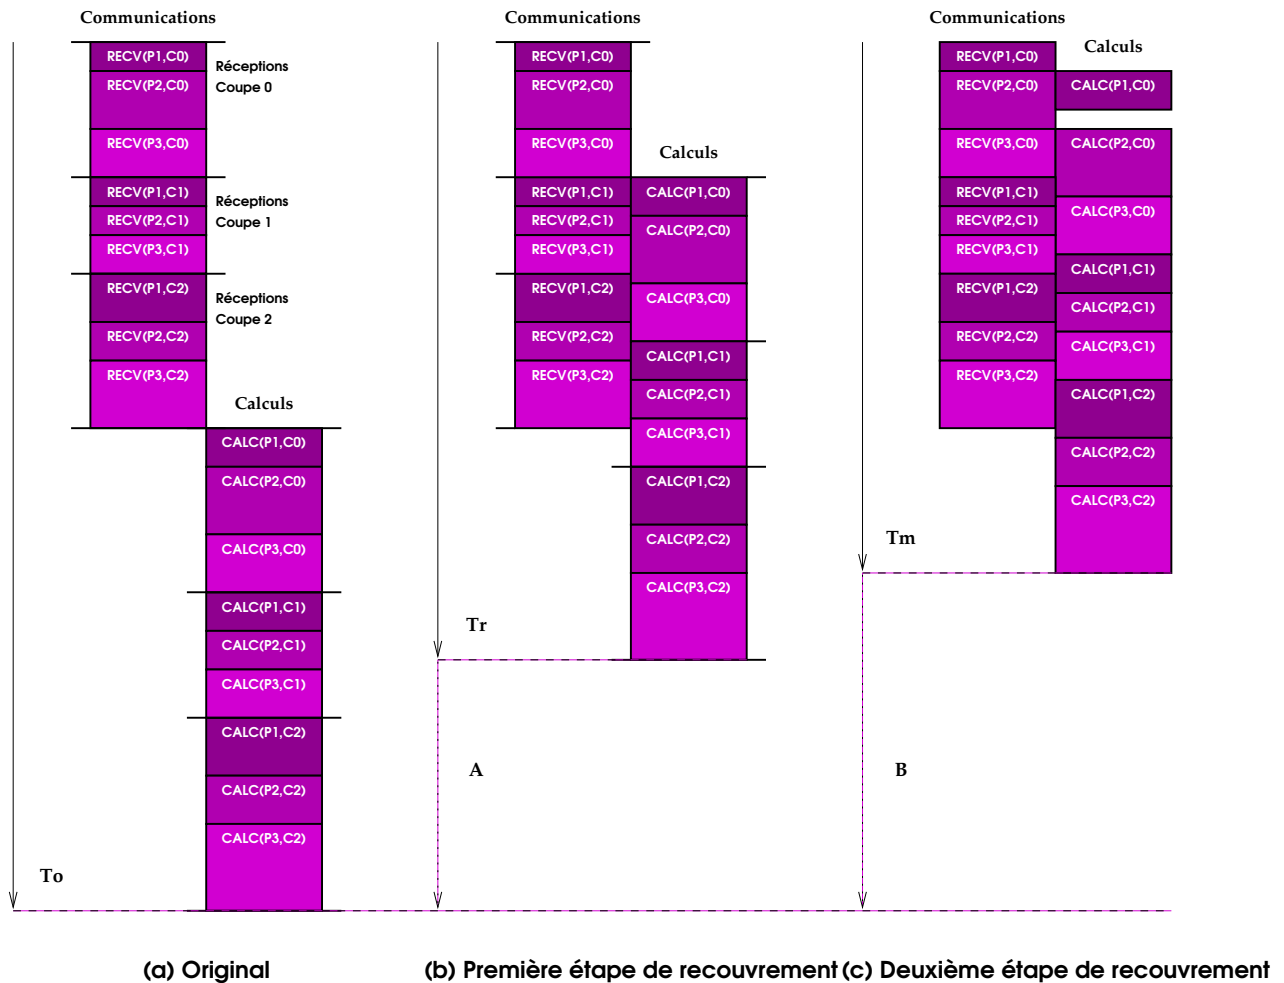 Communications
RECV(P1,C0)
RECV(P2,C0)
RECV(P3,C0)
RECV(P1,C1)
RECV(P2,C1)
RECV(P3,C1)
RECV(P1,C2)
RECV(P2,C2)
RECV(P3,C2)
Réceptions
Coupe 0
Réceptions
Coupe 1
Réceptions
Coupe 2
Calculs
CALC(P1,C0)
CALC(P2,C0)
CALC(P3,C0)
CALC(P1,C1)
CALC(P2,C1)
CALC(P3,C1)
CALC(P1,C2)
CALC(P2,C2)
CALC(P3,C2)
To
(a) Original
Communications
RECV(P1,C0)
RECV(P2,C0)
RECV(P3,C0)
RECV(P1,C1)
RECV(P2,C1)
RECV(P3,C1)
RECV(P1,C2)
RECV(P2,C2)
RECV(P3,C2)
Calculs
CALC(P1,C0)
CALC(P2,C0)
CALC(P3,C0)
CALC(P1,C1)
CALC(P2,C1)
CALC(P3,C1)
CALC(P1,C2)
CALC(P2,C2)
CALC(P3,C2)
Tr
A
(b) Première étape de recouvrement
Communications
RECV(P1,C0)
RECV(P2,C0)
RECV(P3,C0)
RECV(P1,C1)
RECV(P2,C1)
RECV(P3,C1)
RECV(P1,C2)
RECV(P2,C2)
RECV(P3,C2)
Calculs
CALC(P1,C0)
CALC(P2,C0)
CALC(P3,C0)
CALC(P1,C1)
CALC(P2,C1)
CALC(P3,C1)
CALC(P1,C2)
CALC(P2,C2)
CALC(P3,C2)
Tm
B
(c) Deuxième étape de recouvrement